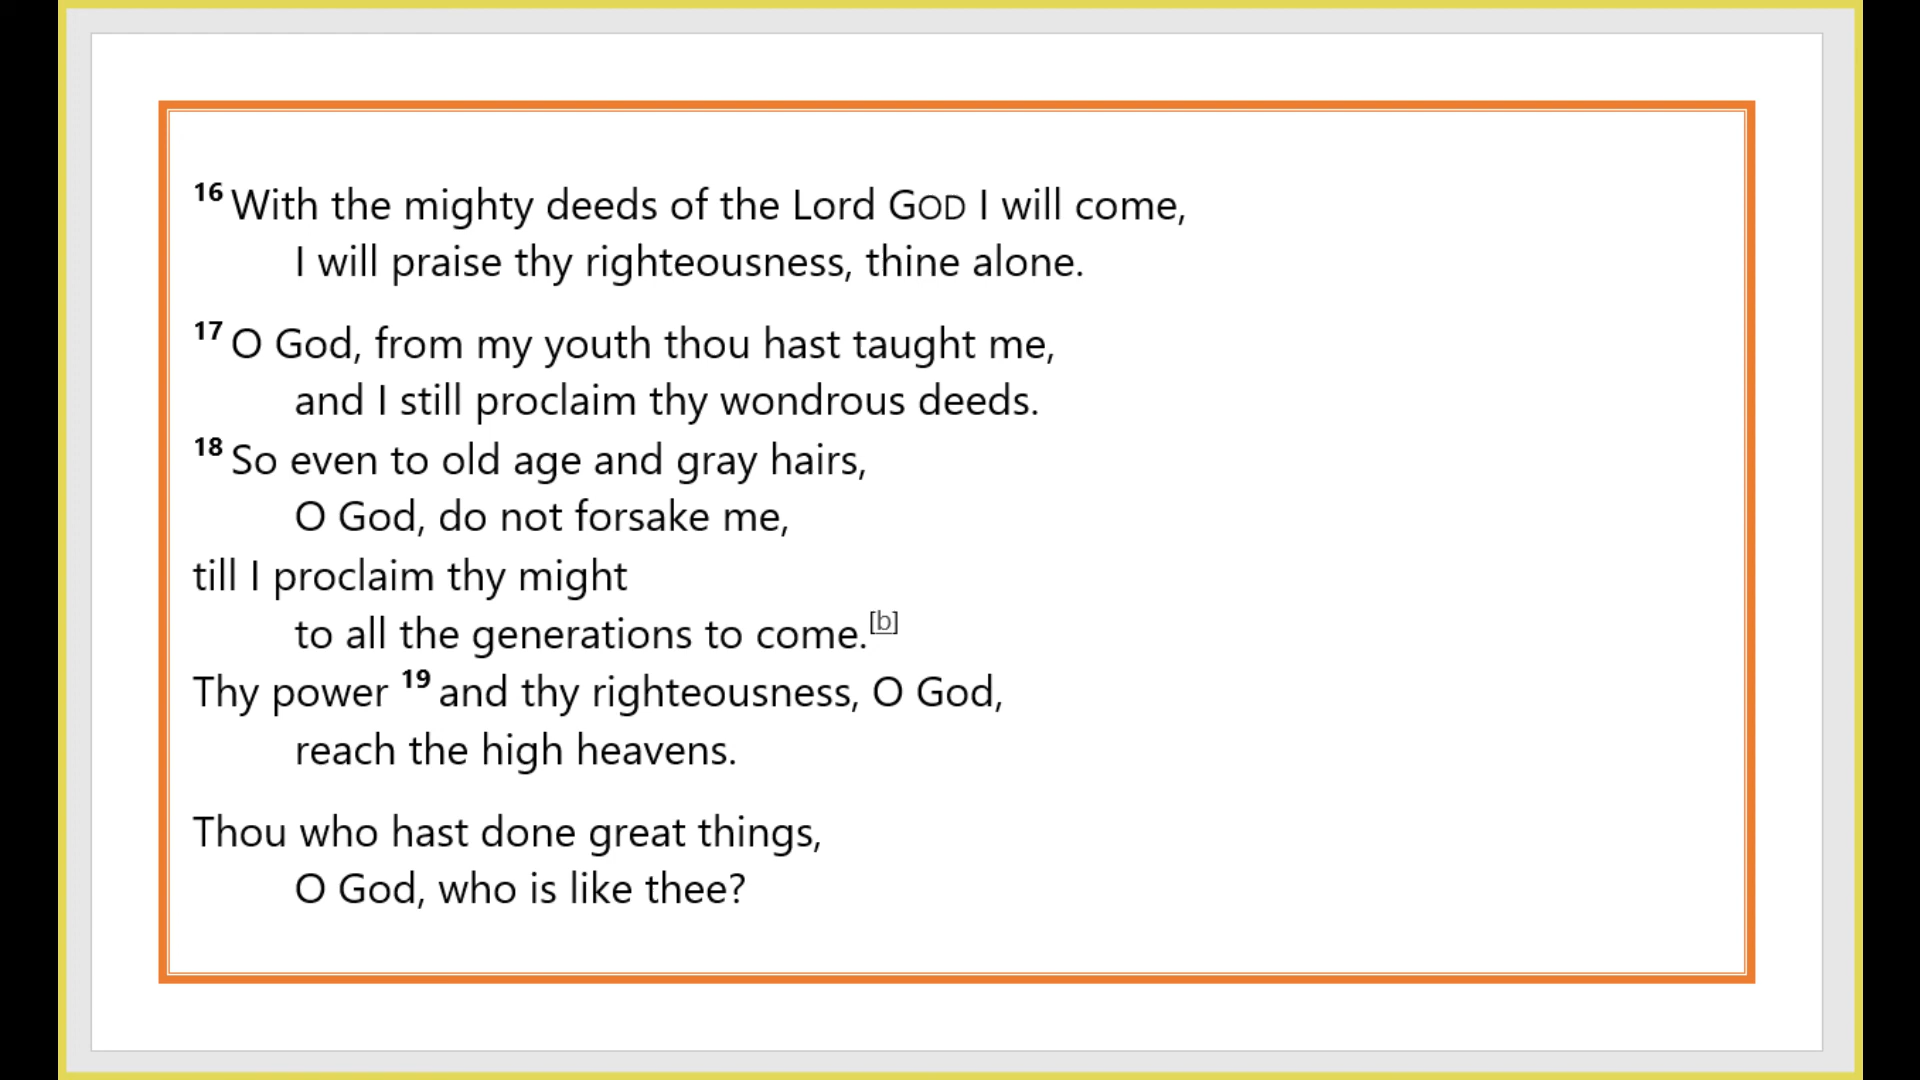 16 With the mighty deeds of the Lord GOD I will come,
I will praise thy righteousness, thine alone.
17 O God, from my youth thou hast taught me,
and I still proclaim thy wondrous deeds.
18 So even to old age and gray hairs,
O God, do not forsake me,
till I proclaim thy might
to all the generations to come.[b]
Thy power 19 and thy righteousness, O God,
reach the high heavens.
Thou who hast done great things,
O God, who is like thee?